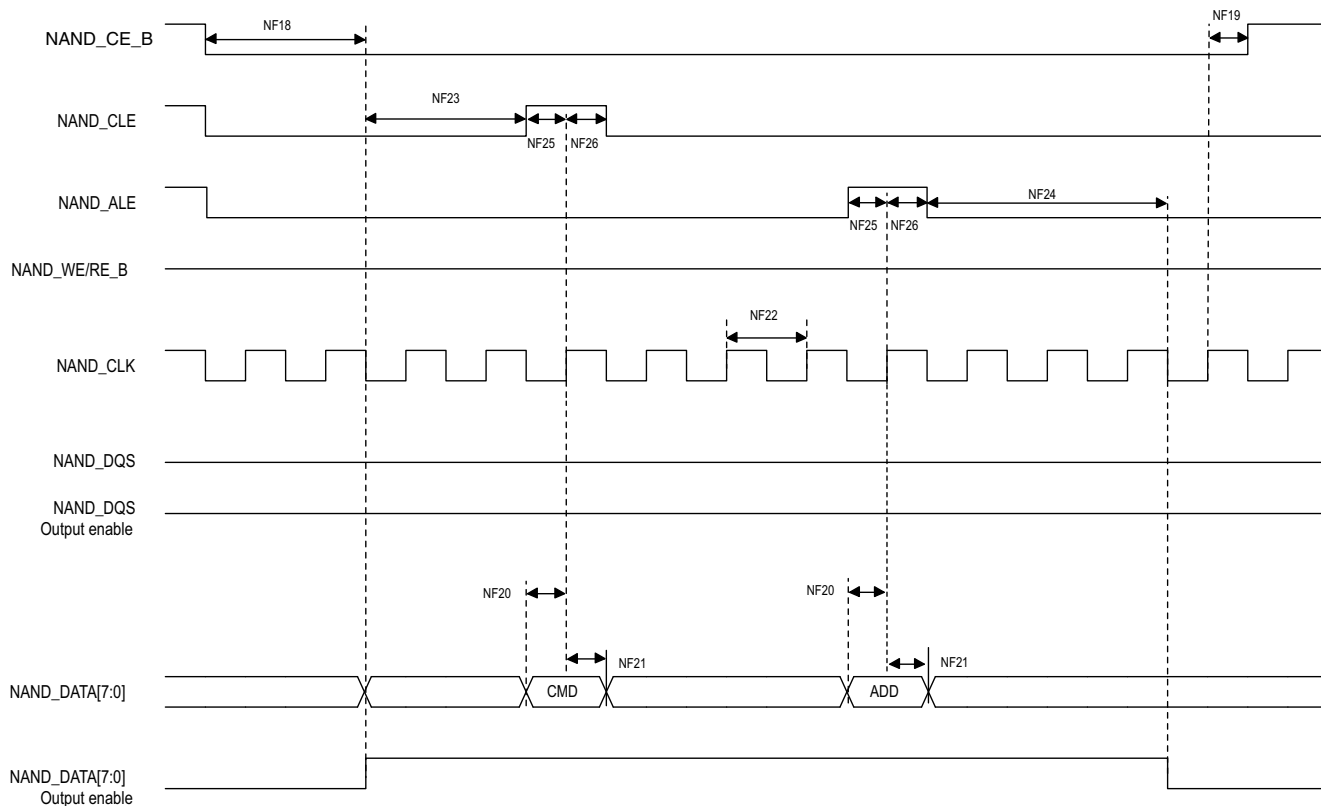 NF18
NF19
NAND_CE_B
NF23
NAND_CLE
NF25 NF26
NAND_ALE
NF24
NF25 NF26
NAND_WE/RE_B
NF22
NAND_CLK
NAND_DQS
NAND_DQS
Output enable
NF20
NF20
NF21
NF21
NAND_DATA[7:0]
CMD
ADD
NAND_DATA[7:0]
Output enable